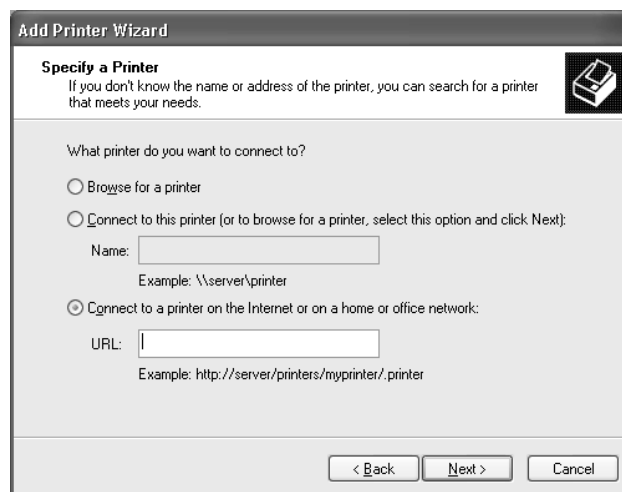 Add Printer Wizard
Specify a Printer
If you don't know the name or address of the printer, you can search for a printer
that meets your needs.
What printer do you want to connect to?
Browse for a printer
Connect to this printer (or to browse for a printer, select this option and click Next):
Name:
Example: \\server\printer
Connect to a printer on the Internet or on a home or office network:
URL:
Example: http://server/printers/myprinter/.printer
< Back Next > Cancel